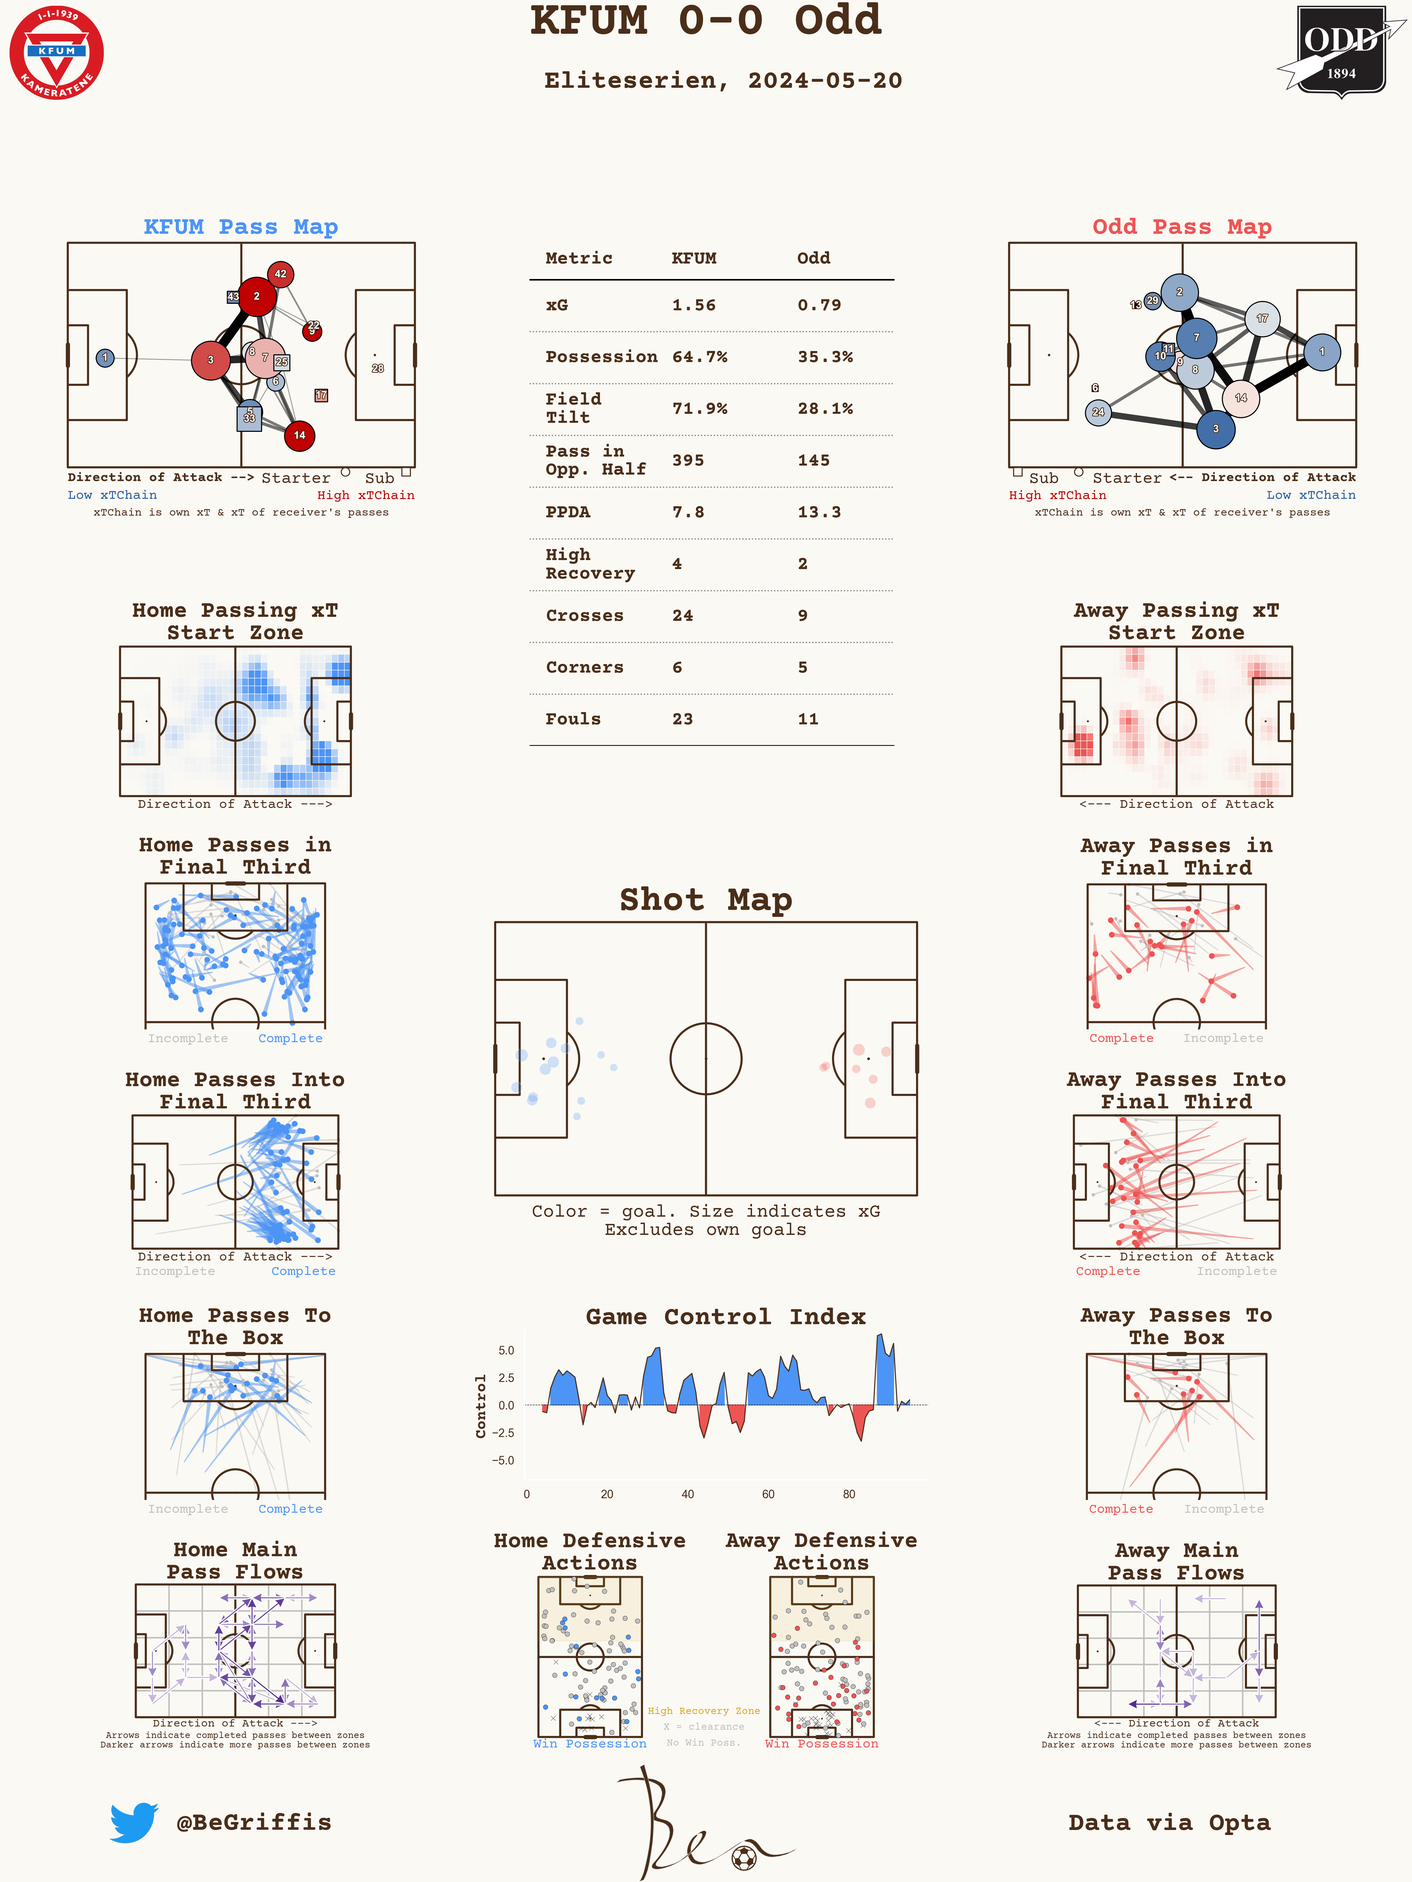 KFUM 0-0 Odd
Eliteserien, 2024-05-20
1-1-1939
KFUM
KAMERATENE
ODD
1894
KFUM Pass Map
42
43
2
22
9
1
3
8
7
25
6
28
17
5
33
14
Direction of Attack --> Starter Sub
Low xTChain High xTChain
xTChain is own xT & xT of receiver's passes
Metric KFUM Odd
xG 1.56 0.79
Possession 64.7% 35.3%
Field
Tilt 71.9% 28.1%
Pass in
Opp. Half 395 145
PPDA 7.8 13.3
High
Recovery 4 2
Crosses 24 9
Corners 6 5
Fouls 23 11
Odd Pass Map
2
29
13
17
7
11
10
9
8
1
6
14
24
3
Sub Starter <-- Direction of Attack
High xTChain Low xTChain
xTChain is own xT & xT of receiver's passes
Home Passing xT
Start Zone
Direction of Attack --->
Away Passing xT
Start Zone
<--- Direction of Attack
Home Passes in
Final Third
Incomplete Complete
Away Passes in
Final Third
Complete Incomplete
Shot Map
Color = goal. Size indicates xG
Excludes own goals
Home Passes Into
Final Third
Direction of Attack --->
Incomplete Complete
Away Passes Into
Final Third
<--- Direction of Attack
Complete Incomplete
Home Passes To
The Box
Incomplete Complete
Game Control Index
Control
5.0
2.5
0.0
−2.5
−5.0
0 20 40 60 80
Away Passes To
The Box
Complete Incomplete
Home Main
Pass Flows
Direction of Attack --->
Arrows indicate completed passes between zones
Darker arrows indicate more passes between zones
Home Defensive
Actions
Win Possession
High Recovery Zone
X = clearance
No Win Poss.
Away Defensive
Actions
Win Possession
Away Main
Pass Flows
<--- Direction of Attack
Arrows indicate completed passes between zones
Darker arrows indicate more passes between zones
@BeGriffis
Ben
Data via Opta